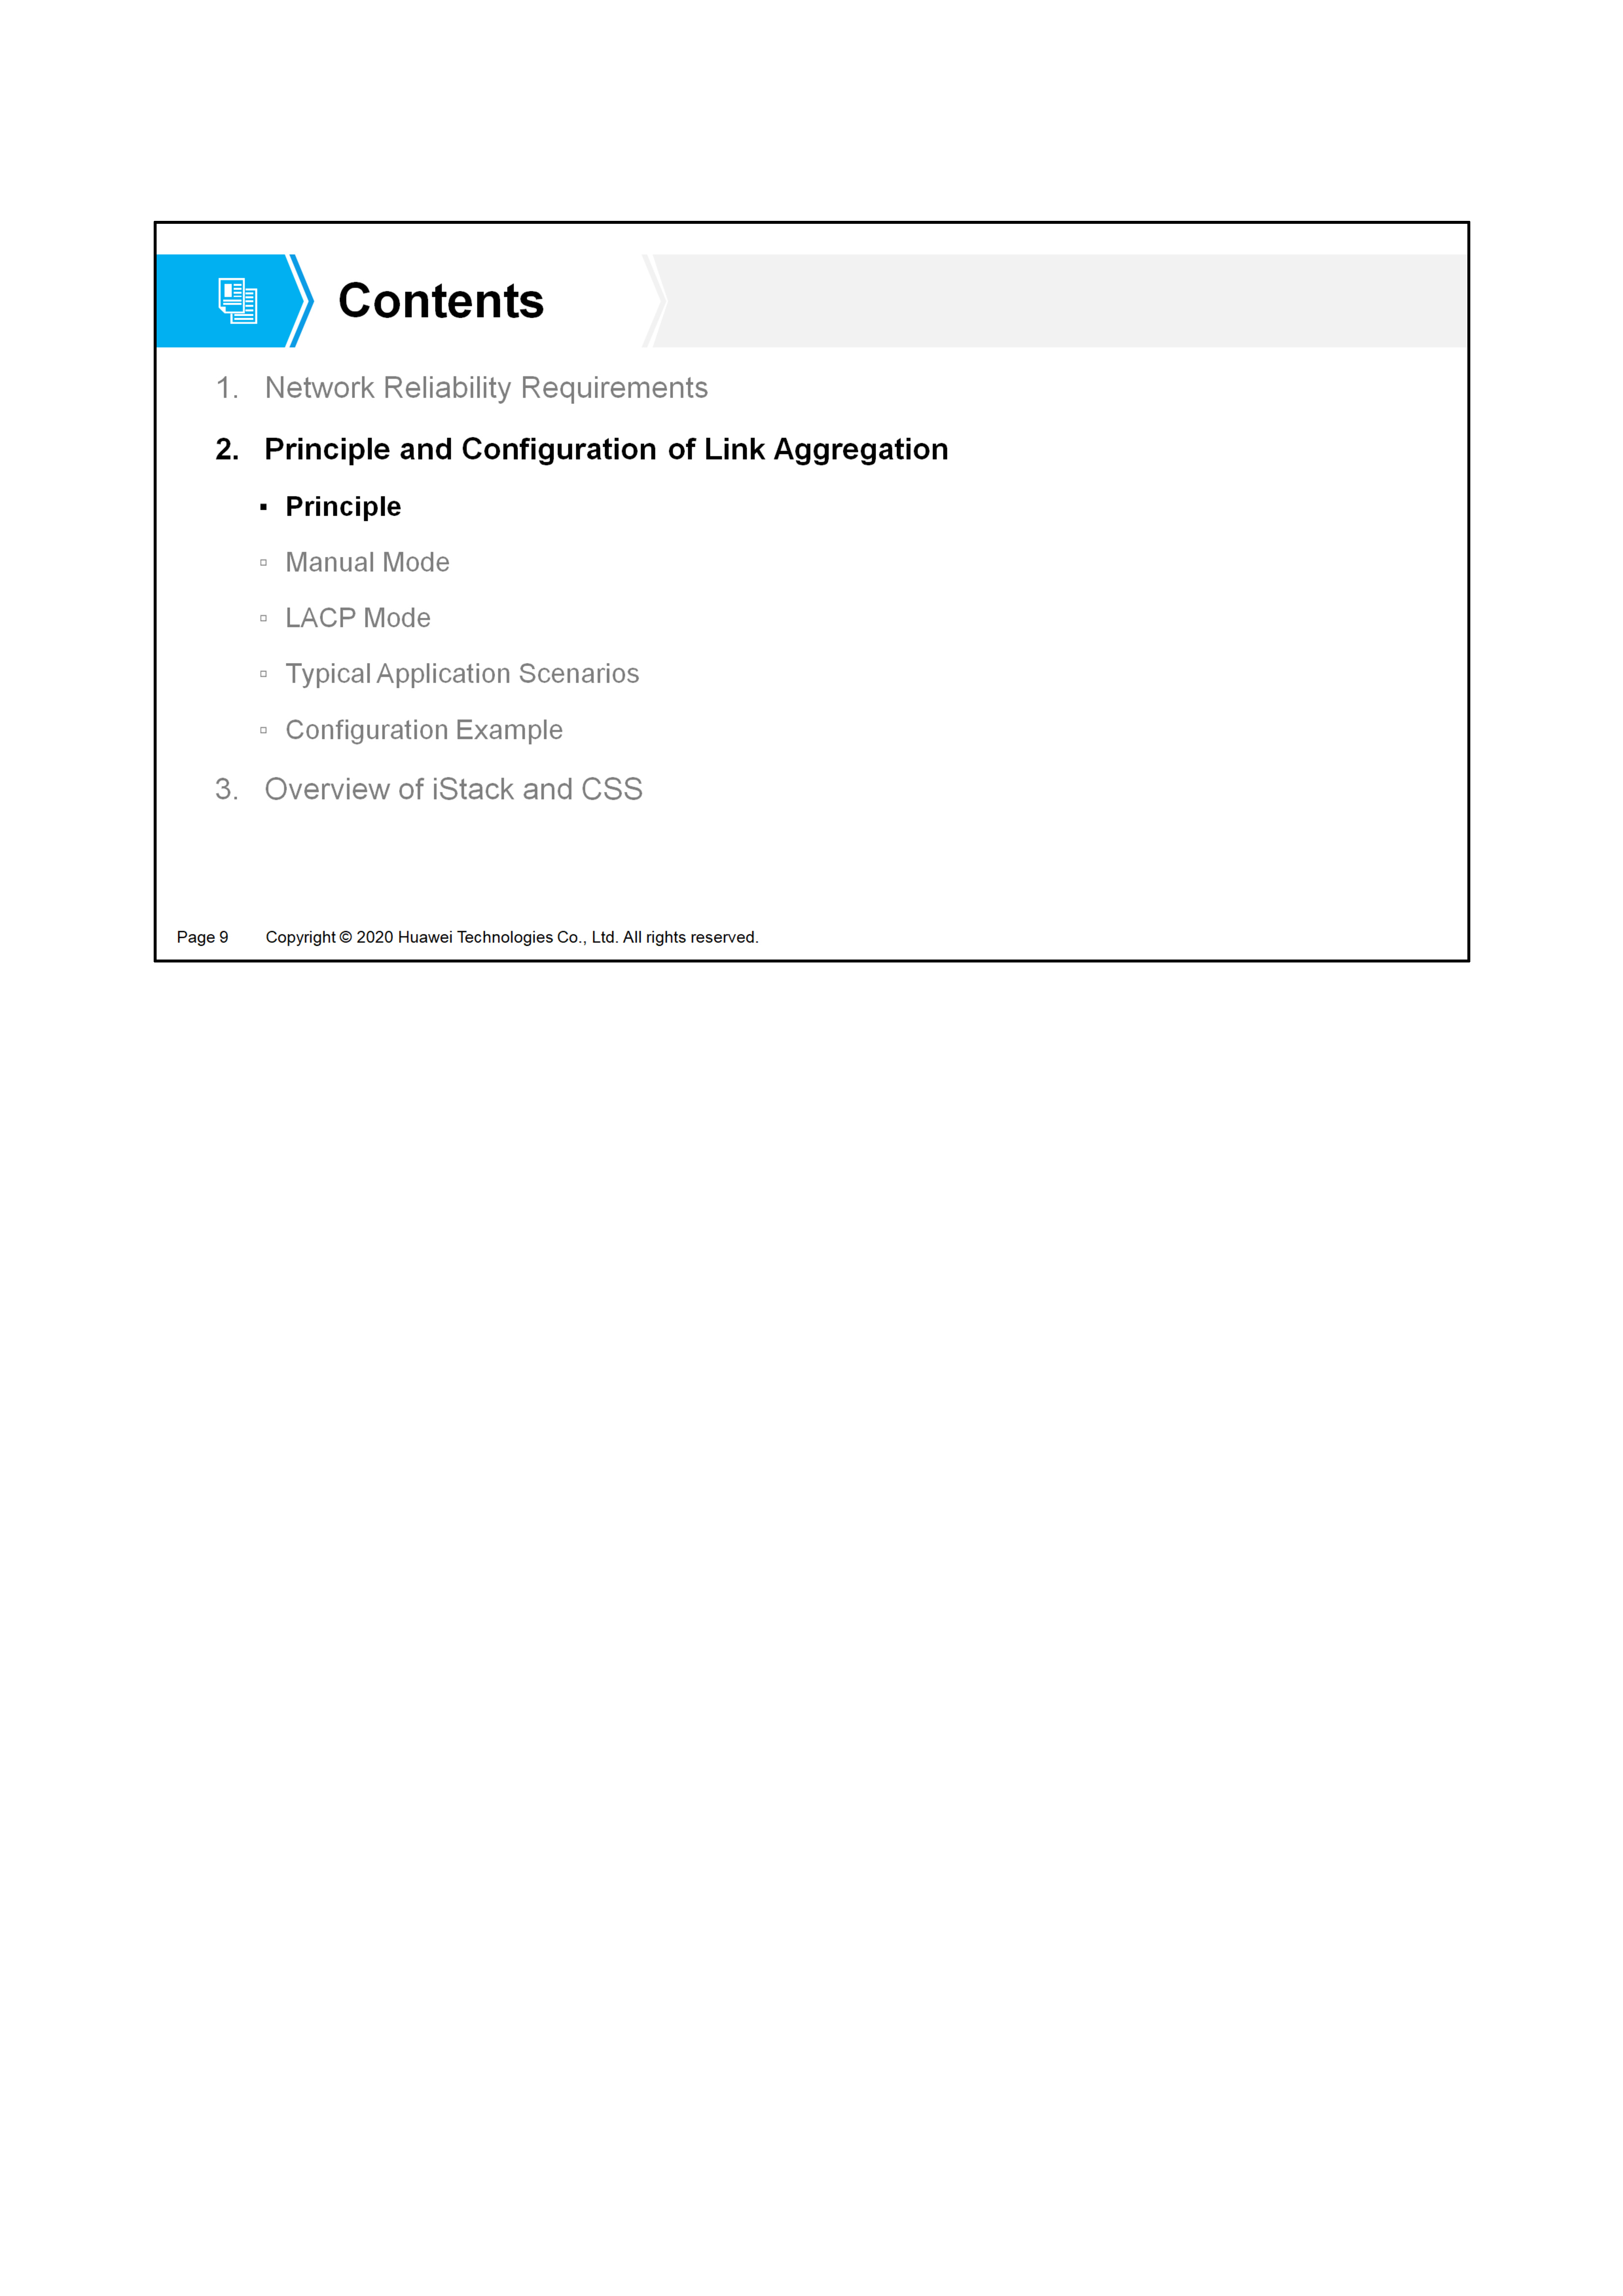 Contents
1. Network Reliability Requirements
2. Principle and Configuration of Link Aggregation
▪ Principle
▫ Manual Mode
▫ LACP Mode
▫ Typical Application Scenarios
▫ Configuration Example
3. Overview of iStack and CSS
Page 9 Copyright © 2020 Huawei Technologies Co., Ltd. All rights reserved.